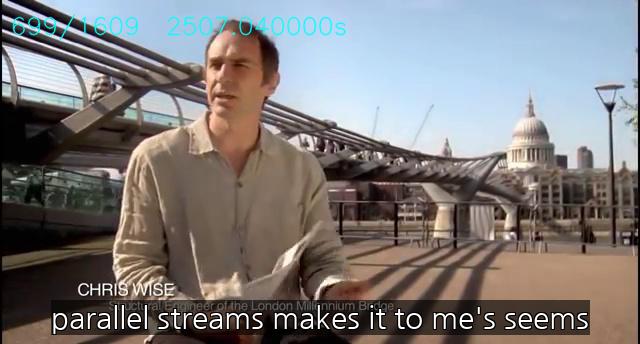 699/1609 2507.040000s
CHRIS WISE
Structural Engineer of the London Millennium Bridge
parallel streams makes it to me's seems